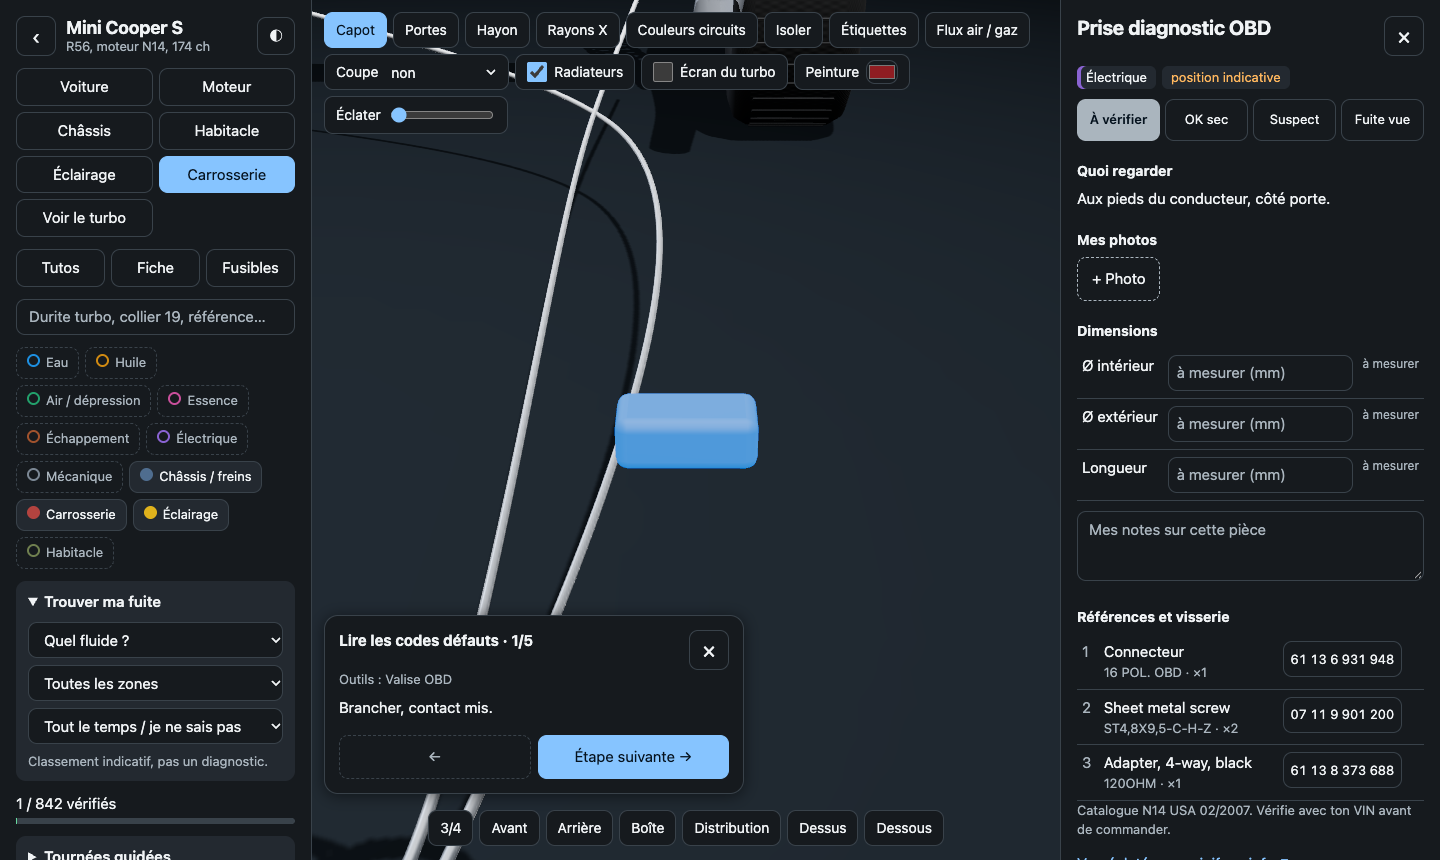 ‹
Mini Cooper S
R56, moteur N14, 174 ch
Voiture
Moteur
Châssis
Habitacle
Éclairage
Carrosserie
Voir le turbo
Tutos
Fiche
Fusibles
Durite turbo, collier 19, référence...
Eau
Huile
Air / dépression
Essence
Échappement
Électrique
Mécanique
Châssis / freins
Carrosserie
Éclairage
Habitacle
▼ Trouver ma fuite
Quel fluide ?
Toutes les zones
Tout le temps / je ne sais pas
Classement indicatif, pas un diagnostic.
1 / 842 vérifiés
▶ Tournées guidées
Capot
Portes
Hayon
Rayons X
Couleurs circuits
Isoler
Étiquettes
Flux air / gaz
Coupe non
Radiateurs
Écran du turbo
Peinture
Éclater
Lire les codes défauts · 1/5
×
Outils : Valise OBD
Brancher, contact mis.
←
Étape suivante →
3/4
Avant
Arrière
Boîte
Distribution
Dessus
Dessous
Prise diagnostic OBD
×
Électrique
position indicative
À vérifier
OK sec
Suspect
Fuite vue
Quoi regarder
Aux pieds du conducteur, côté porte.
Mes photos
+ Photo
Dimensions
Ø intérieur
à mesurer (mm)
à mesurer
Ø extérieur
à mesurer (mm)
à mesurer
Longueur
à mesurer (mm)
à mesurer
Mes notes sur cette pièce
Références et visserie
1 Connecteur
16 POL. OBD · ×1
61 13 6 931 948
2 Sheet metal screw
ST4,8X9,5-C-H-Z · ×2
07 11 9 901 200
3 Adapter, 4-way, black
120OHM · ×1
61 13 8 373 688
Catalogue N14 USA 02/2007. Vérifie avec ton VIN avant
de commander.